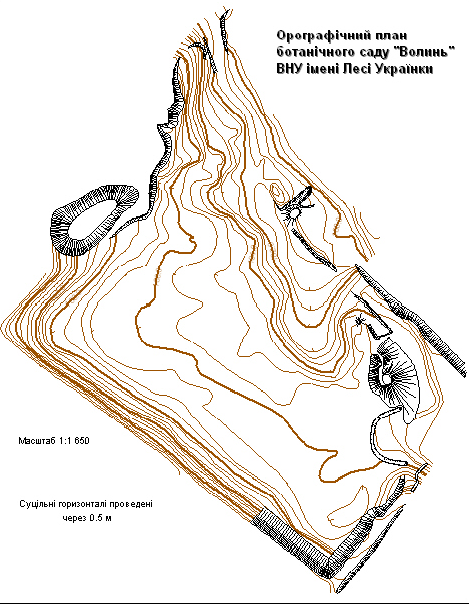 Орографічний план
ботанічного саду "Волинь"
ВНУ імені Лесі Українки
Масштаб 1:1 650
Суцільні горизонталі проведені
через 0.5 м